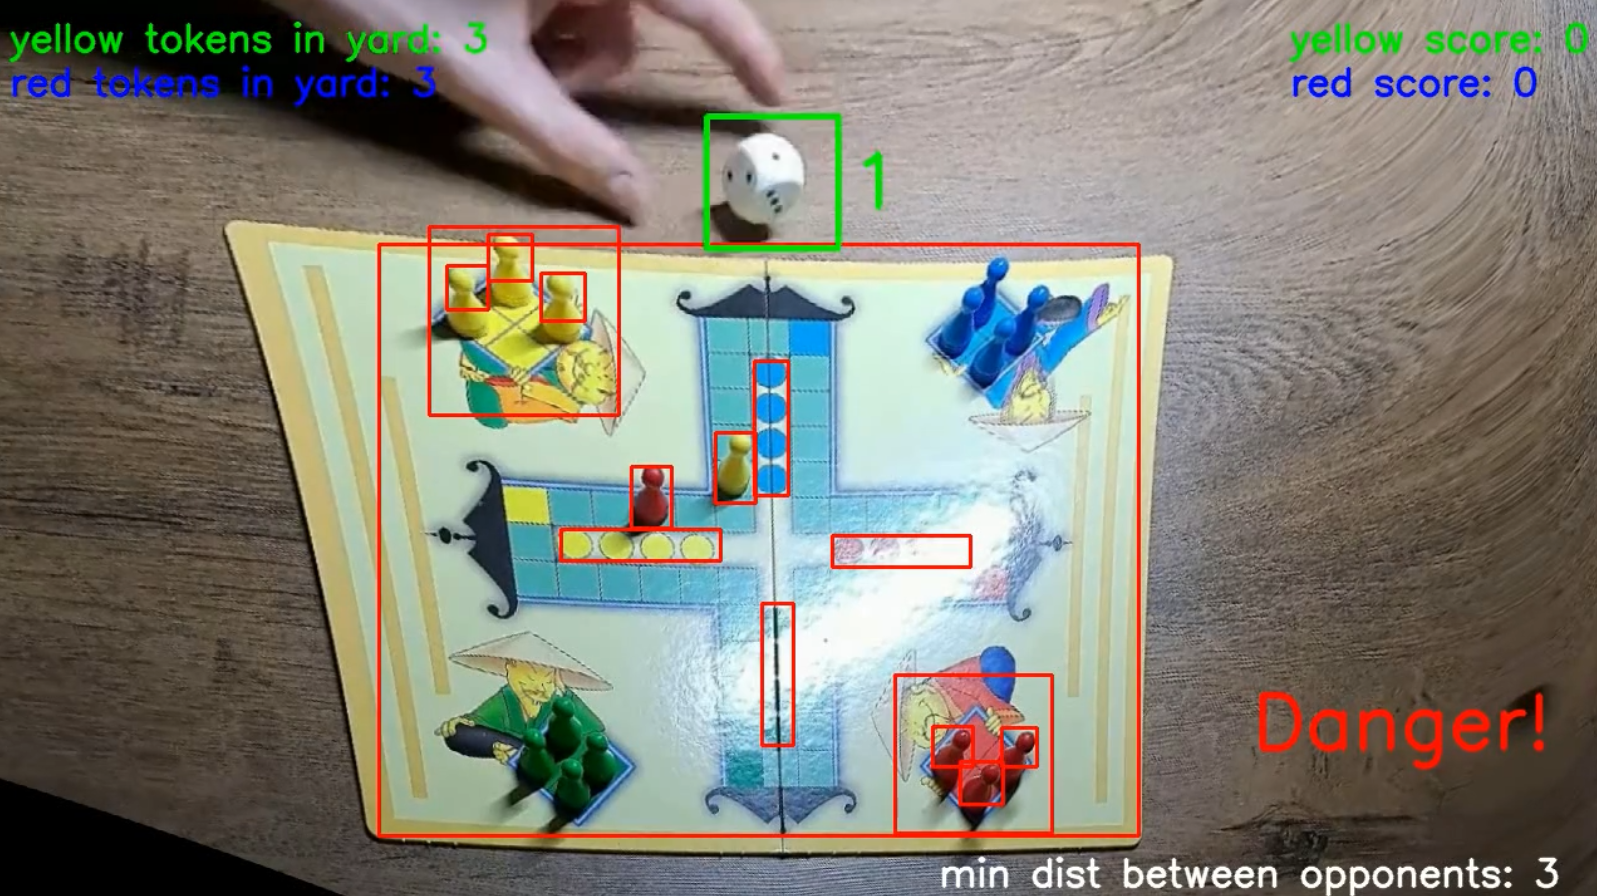 yellow tokens in yard: 3
red tokens in yard: 3
yellow score: 0
red score: 0
1
Danger!
min dist between opponents: 3